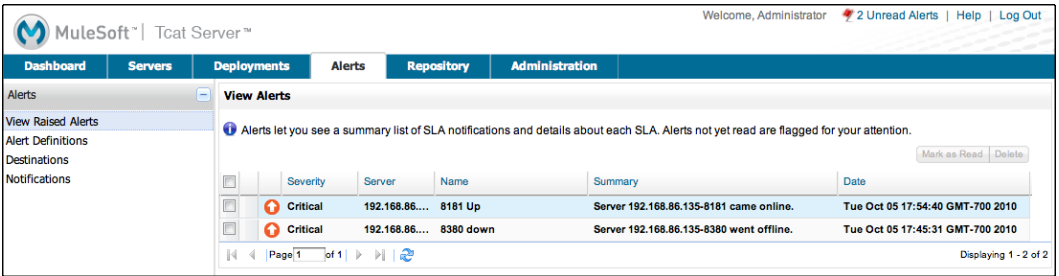 Welcome, Administrator 2 Unread Alerts | Help | Log Out
MuleSoft™ | Tcat Server™
Dashboard Servers Deployments Alerts Repository Administration
Alerts
View Raised Alerts
Alert Definitions
Destinations
Notifications
View Alerts
Alerts let you see a summary list of SLA notifications and details about each SLA. Alerts not yet read are flagged for your attention.
Mark as Read Delete
Severity Server Name Summary Date
Critical 192.168.86.... 8181 Up Server 192.168.86.135-8181 came online. Tue Oct 05 17:54:40 GMT-700 2010
Critical 192.168.86.... 8380 down Server 192.168.86.135-8380 went offline. Tue Oct 05 17:45:31 GMT-700 2010
Page 1 of 1 Displaying 1 - 2 of 2